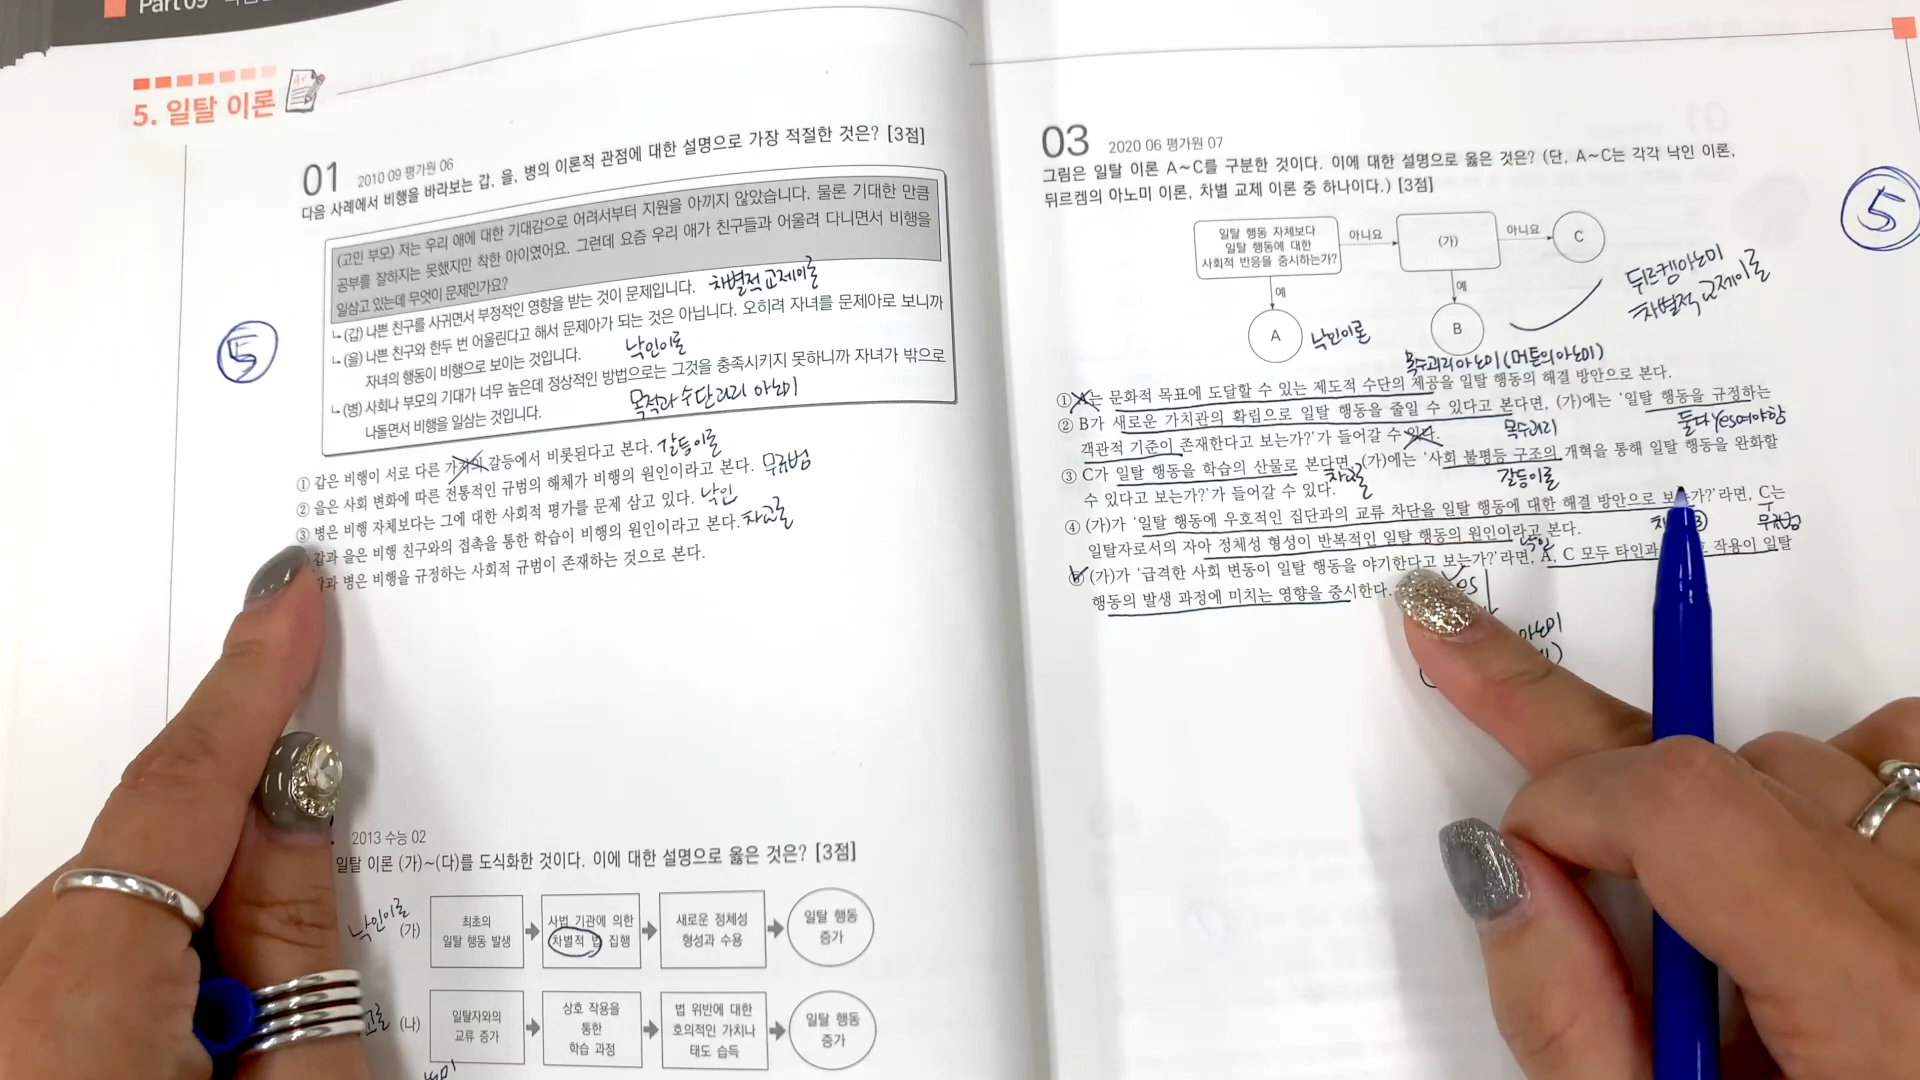 Part 09
5. 일탈 이론
A+
01 2010 09 평가원 06
다음 사례에서 비행을 바라보는 갑, 을, 병의 이론적 관점에 대한 설명으로 가장 적절한 것은? [3점]
(고민 부모) 저는 우리 애에 대한 기대감으로 어려서부터 지원을 아끼지 않았습니다. 물론 기대한 만큼
공부를 잘하지는 못했지만 착한 아이였어요. 그런데 요즘 우리 애가 친구들과 어울려 다니면서 비행을
일삼고 있는데 무엇이 문제인가요?
↳ (갑) 나쁜 친구를 사귀면서 부정적인 영향을 받는 것이 문제입니다. 차별적 교제이론
↳ (을) 나쁜 친구와 한두 번 어울린다고 해서 문제아가 되는 것은 아닙니다. 오히려 자녀를 문제아로 보니까
자녀의 행동이 비행으로 보이는 것입니다. 낙인이론
↳ (병) 사회나 부모의 기대가 너무 높은데 정상적인 방법으로는 그것을 충족시키지 못하니까 자녀가 밖으로
나돌면서 비행을 일삼는 것입니다. 목적과 수단괴리 아노미
⑤
① 갑은 비행이 서로 다른 갈등에서 비롯된다고 본다. 갈등이론
② 을은 사회 변화에 따른 전통적인 규범의 해체가 비행의 원인이라고 본다. 무규범
③ 병은 비행 자체보다는 그에 대한 사회적 평가를 문제 삼고 있다. 낙인
갑과 을은 비행 친구와의 접촉을 통한 학습이 비행의 원인이라고 본다. 차교론
과 병은 비행을 규정하는 사회적 규범이 존재하는 것으로 본다.
2013 수능 02
일탈 이론 (가)~(다)를 도식화한 것이다. 이에 대한 설명으로 옳은 것은? [3점]
낙인이론
(가)
최초의
일탈 행동 발생
사법 기관에 의한
차별적 법 집행
새로운 정체성
형성과 수용
일탈 행동
증가
교론 (나)
일탈자와의
교류 증가
상호 작용을
통한
학습 과정
법 위반에 대한
호의적인 가치나
태도 습득
일탈 행동
증가
03 2020 06 평가원 07
그림은 일탈 이론 A~C를 구분한 것이다. 이에 대한 설명으로 옳은 것은? (단, A~C는 각각 낙인 이론,
뒤르켐의 아노미 이론, 차별 교제 이론 중 하나이다.) [3점]
⑤
일탈 행동 자체보다
일탈 행동에 대한
사회적 반응을 중시하는가?
아니요
(가)
아니요
C
예
예
A
낙인이론
B
뒤르켐아노미
차별적 교제이론
목수괴리아노미 (머튼의아노미)
① A는 문화적 목표에 도달할 수 있는 제도적 수단의 제공을 일탈 행동의 해결 방안으로 본다.
② B가 새로운 가치관의 확립으로 일탈 행동을 줄일 수 있다고 본다면, (가)에는 '일탈 행동을 규정하는
객관적 기준이 존재한다고 보는가?'가 들어갈 수 있다. 목수괴리 둘다Yes여야함
③ C가 일탈 행동을 학습의 산물로 본다면, (가)에는 '사회 불평등 구조의 개혁을 통해 일탈 행동을 완화할
수 있다고 보는가?'가 들어갈 수 있다. 차교론 갈등이론
④ (가)가 '일탈 행동에 우호적인 집단과의 교류 차단을 일탈 행동에 대한 해결 방안으로 보는가?'라면, C는
일탈자로서의 자아 정체성 형성이 반복적인 일탈 행동의 원인이라고 본다. 낙인 무규범
⑤ (가)가 '급격한 사회 변동이 일탈 행동을 야기한다고 보는가?'라면, A, C 모두 타인과 작용이 일탈
행동의 발생 과정에 미치는 영향을 중시한다.